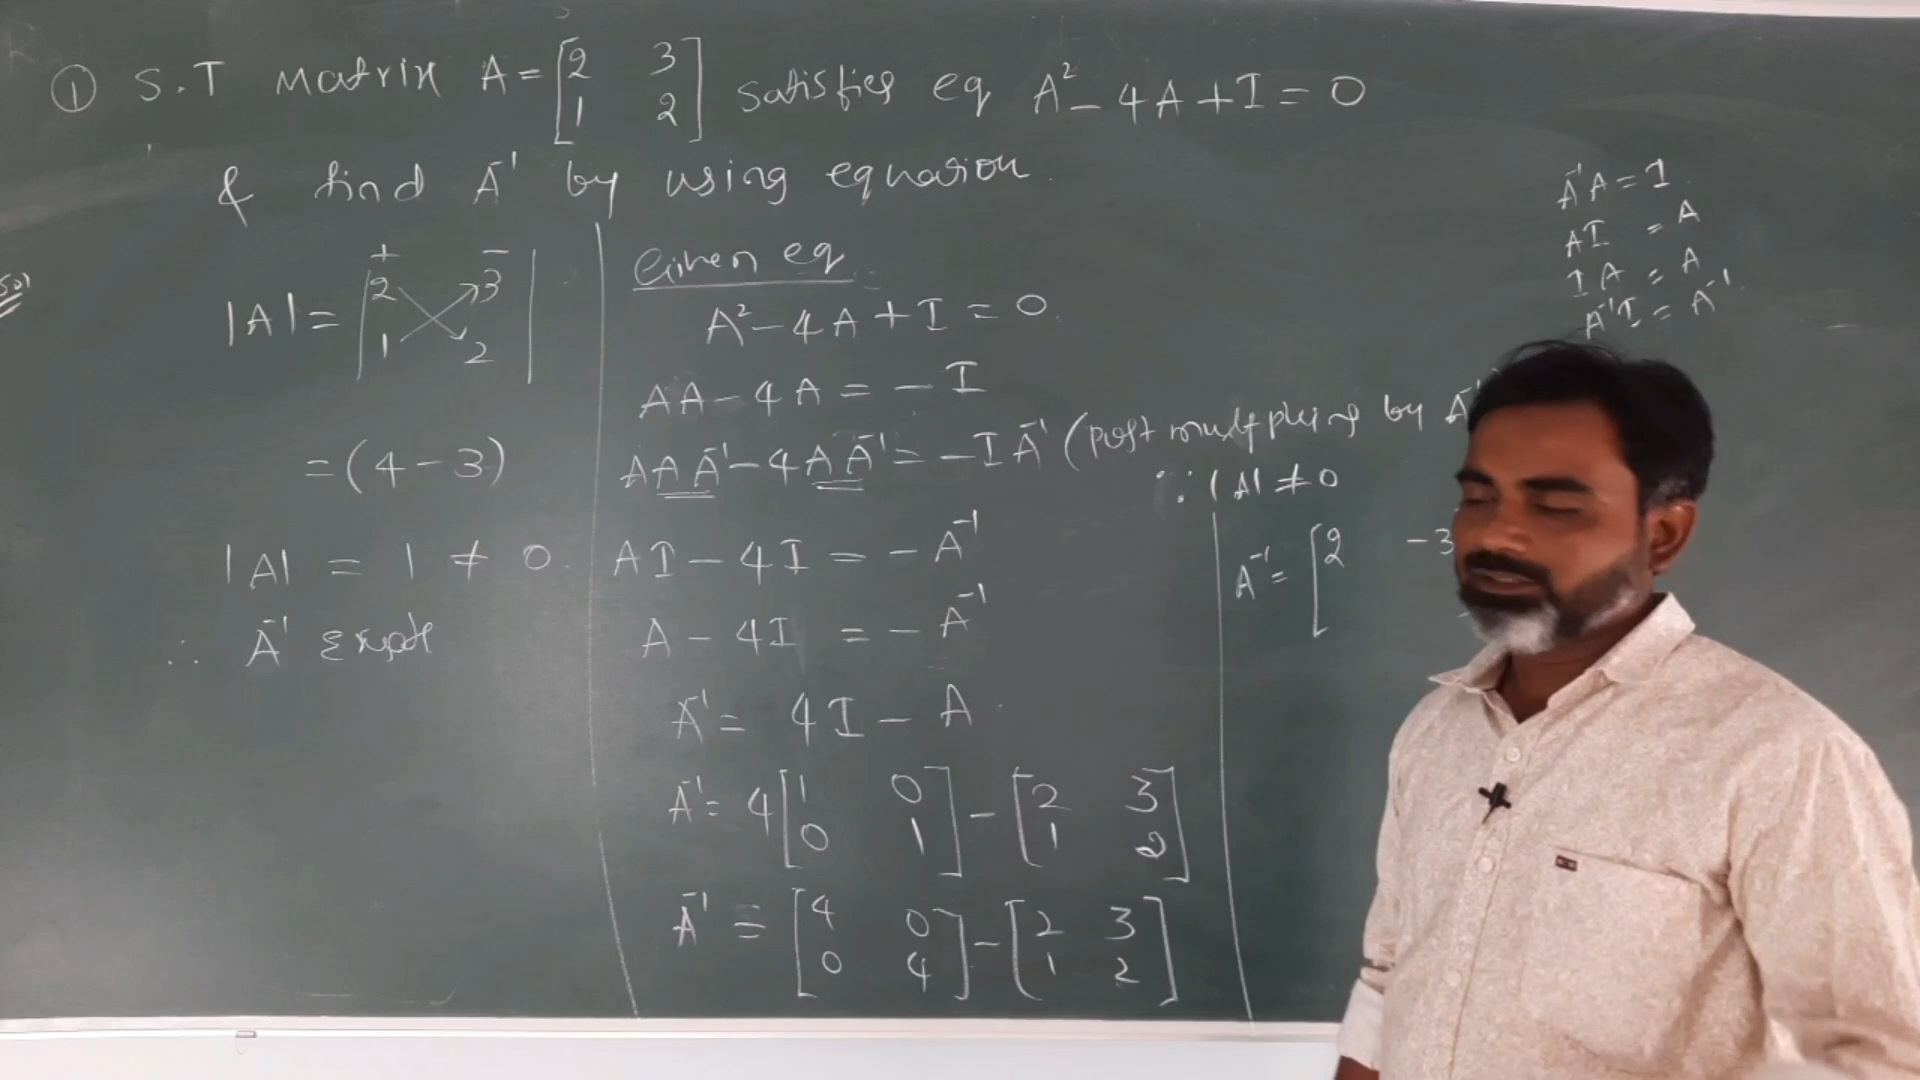 ① S.T Matrix A = [2 3
1 2] satisfies eq A² - 4A + I = 0
& find A⁻¹ by using equation.
Sol
+ −
|A| = |2 3
1 2|
= (4 - 3)
|A| = 1 ≠ 0.
∴ A⁻¹ exist
Given eq
A² - 4A + I = 0.
AA - 4A = - I
AAA⁻¹ - 4AA⁻¹ = - IA⁻¹ (Post multiplying by A⁻¹
∵ |A| ≠ 0
AI - 4I = - A⁻¹
A - 4I = - A⁻¹
A⁻¹ = 4I - A.
A⁻¹ = 4 [1 0
0 1] - [2 3
1 2]
A⁻¹ = [4 0
0 4] - [2 3
1 2]
A⁻¹ = [2 -3
A⁻¹A = I.
AI = A
IA = A
A⁻¹I = A⁻¹.